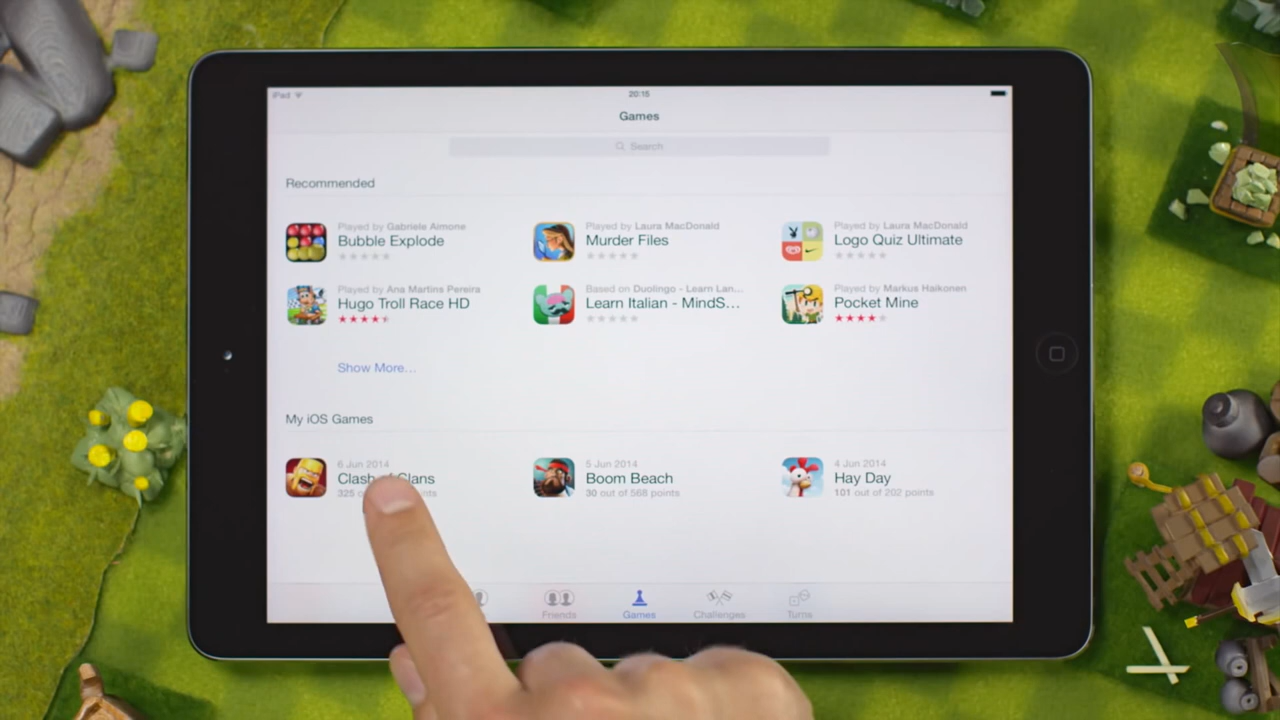 iPad
20:15
Games
Search
Recommended
Played by Gabriele Aimone
Bubble Explode
Played by Laura MacDonald
Murder Files
Played by Laura MacDonald
Logo Quiz Ultimate
Played by Ana Martins Pereira
Hugo Troll Race HD
Based on Duolingo - Learn Lan...
Learn Italian - MindS...
Played by Markus Haikonen
Pocket Mine
Show More...
My iOS Games
6 Jun 2014
Clash of Clans
325
5 Jun 2014
Boom Beach
30 out of 568 points
4 Jun 2014
Hay Day
101 out of 202 points
Friends
Games
Challenges
Turns